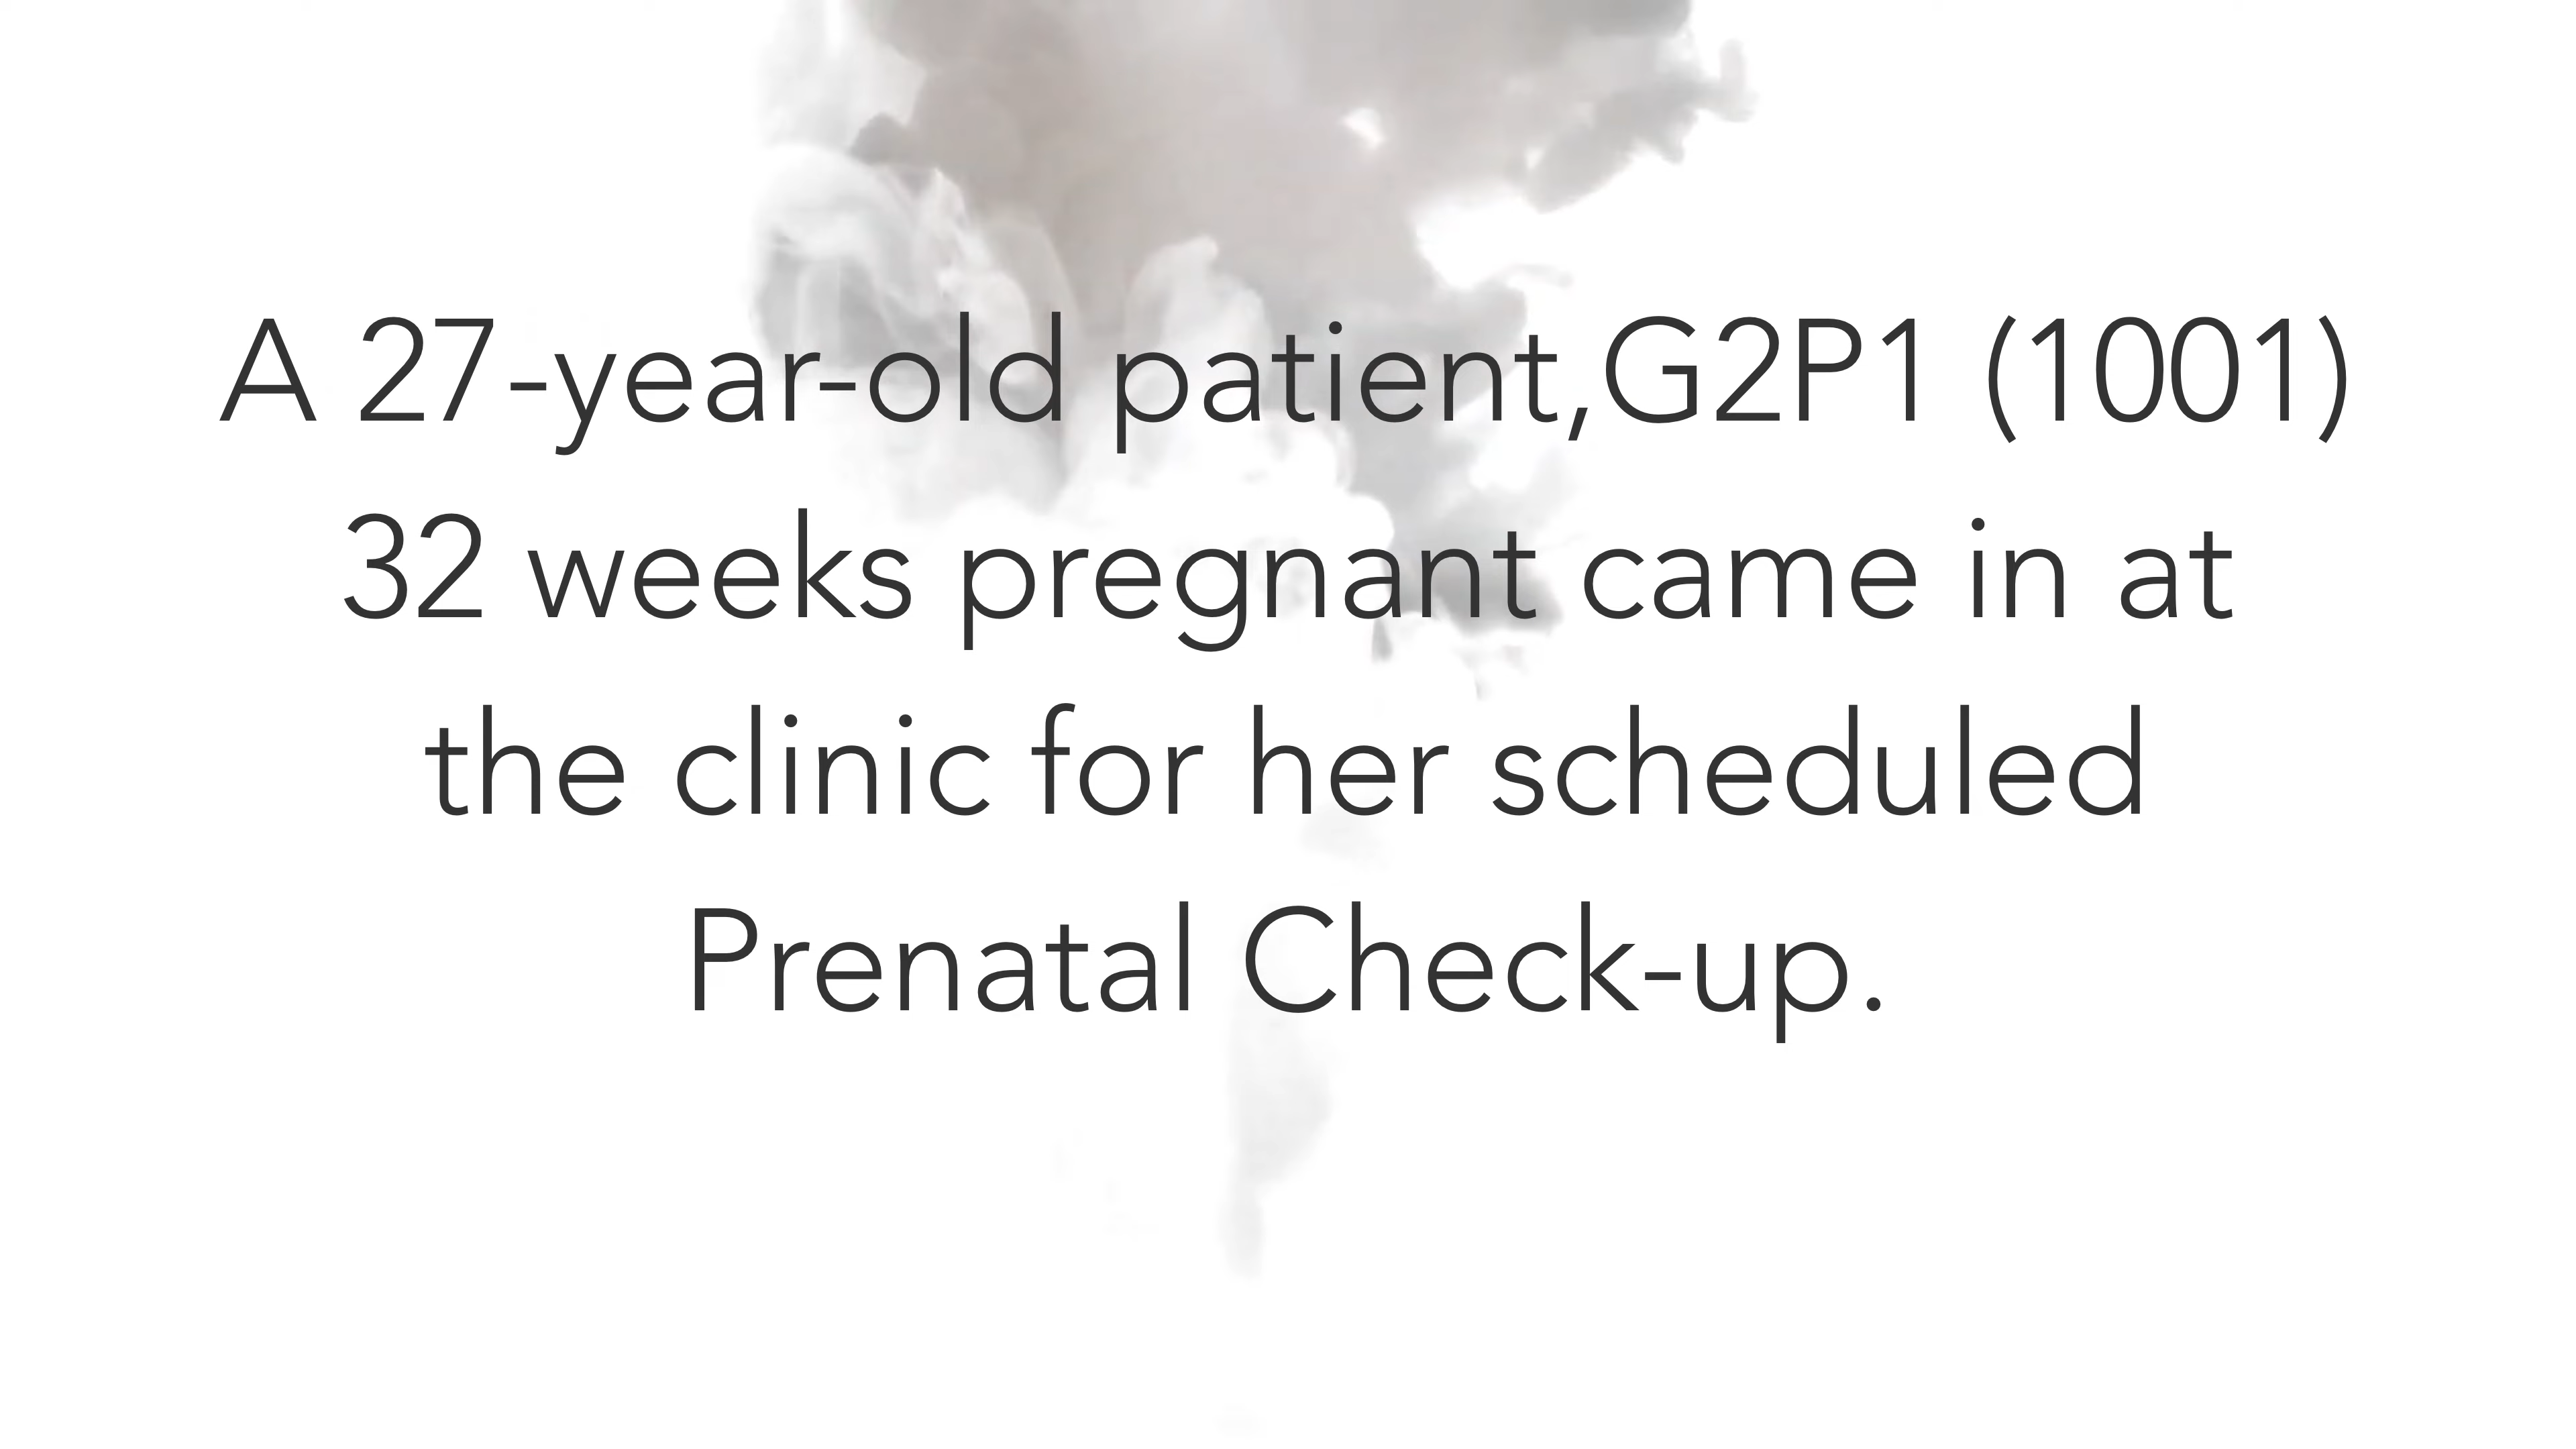 A 27-year-old patient,G2P1 (1001)
32 weeks pregnant came in at
the clinic for her scheduled
Prenatal Check-up.